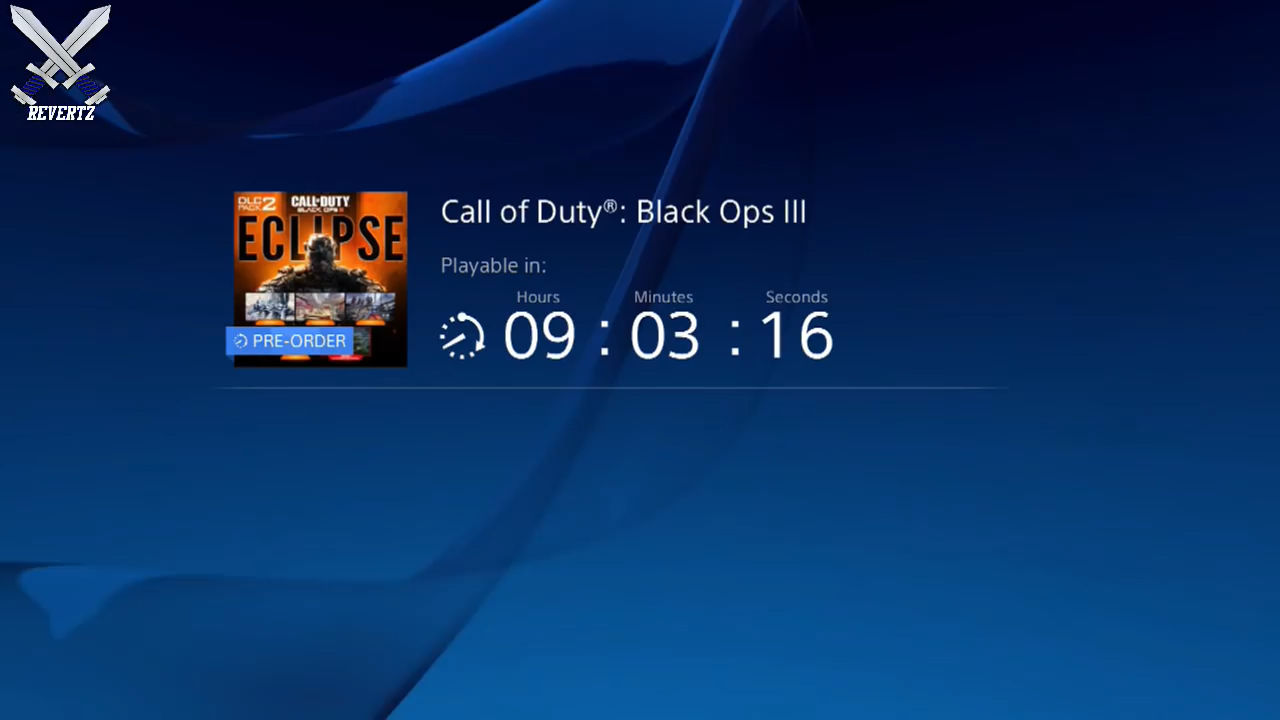 REVERTZ
DLC PACK 2
CALL OF DUTY
BLACK OPS III
ECLIPSE
PRE-ORDER
Call of Duty®: Black Ops III
Playable in:
Hours Minutes Seconds
09 : 03 : 16